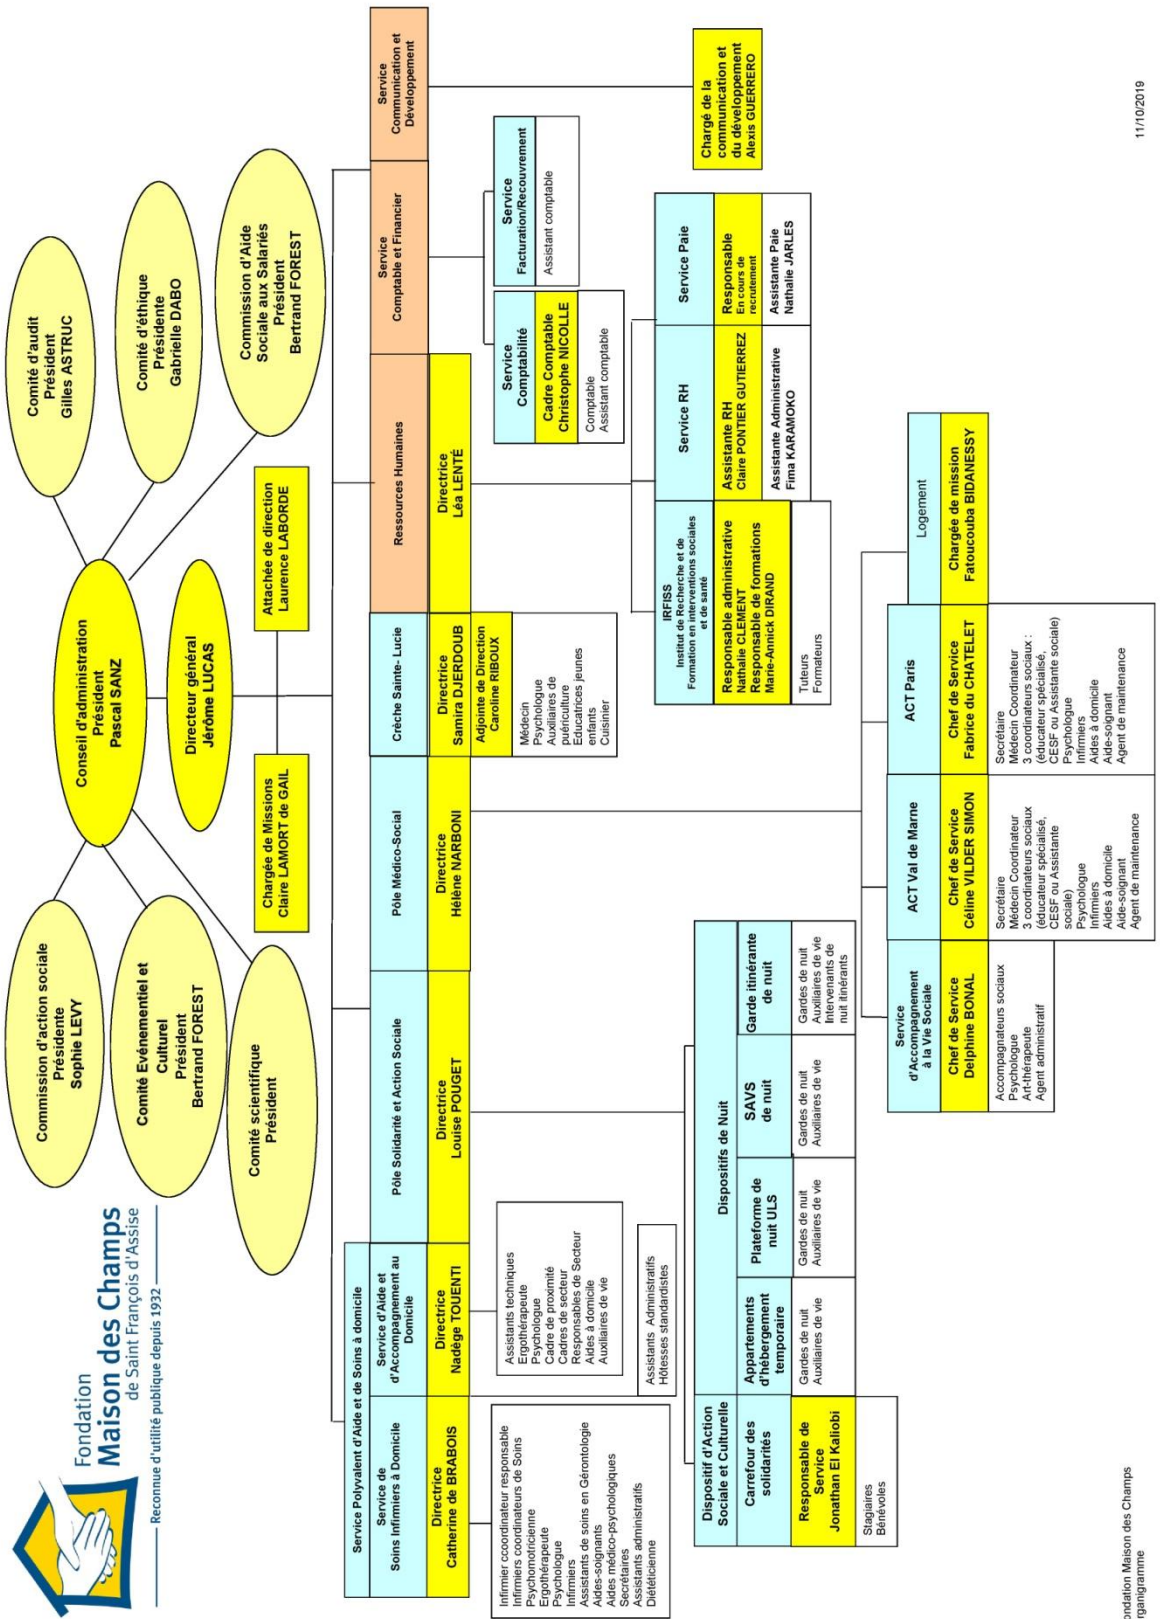 Fondation
Maison des Champs
de Saint François d'Assise
Reconnue d'utilité publique depuis 1932
Commission d'action sociale
Présidente
Sophie LEVY
Comité Evénementiel et
Culturel
Président
Bertrand FOREST
Comité scientifique
Président
Conseil d'administration
Président
Pascal SANZ
Comité d'audit
Président
Gilles ASTRUC
Comité d'éthique
Présidente
Gabrielle DABO
Commission d'Aide
Sociale aux Salariés
Président
Bertrand FOREST
Directeur général
Jérôme LUCAS
Chargée de Missions
Claire LAMORT de GAIL
Attachée de direction
Laurence LABORDE
Service Polyvalent d'Aide et de Soins à domicile
Service de
Soins Infirmiers à Domicile
Directrice
Catherine de BRABOIS
Infirmier ccoordinateur responsable
Infirmiers coordinateurs de Soins
Psychomotricienne
Ergothérapeute
Psychologue
Infirmiers
Assistants de soins en Gérontologie
Aides-soignants
Aides médico-psychologiques
Secrétaires
Assistants administratifs
Diététicienne
Service d'Aide et
d'Accompagnement au
Domicile
Directrice
Nadège TOUENTI
Assistants techniques
Ergothérapeute
Psychologue
Cadre de proximité
Cadres de secteur
Responsables de Secteur
Aides à domicile
Auxiliaires de vie
Assistants Administratifs
Hôtesses standardistes
Pôle Solidarité et Action Sociale
Directrice
Louise POUGET
Pôle Médico-Social
Directrice
Hélène NARBONI
Crèche Sainte- Lucie
Directrice
Samira DJERDOUB
Adjointe de Direction
Caroline RIBOUX
Médecin
Psychologue
Auxiliaires de
puériculture
Educatrices jeunes
enfants
Cuisinier
Ressources Humaines
Directrice
Léa LENTÉ
Service
Comptable et Financier
Service
Communication et
Développement
Service
Comptabilité
Cadre Comptable
Christophe NICOLLE
Comptable
Assistant comptable
Service
Facturation/Recouvrement
Assistant comptable
Chargé de la
communication et
du développement
Alexis GUERRERO
IRFISS
Institut de Recherche et de
Formation en interventions sociales
et de santé
Responsable administrative
Nathalie CLEMENT
Responsable de formations
Marie-Annick DIRAND
Tuteurs
Formateurs
Service RH
Assistante RH
Claire PONTIER GUTIERREZ
Assistante Administrative
Fima KARAMOKO
Service Paie
Responsable
En cours de
recrutement
Assistante Paie
Nathalie JARLES
Dispositif d'Action
Sociale et Culturelle
Carrefour des
solidarités
Responsable de
Service
Jonathan El Kaliobi
Stagiaires
Bénévoles
Dispositifs de Nuit
Appartements
d'hébergement
temporaire
Gardes de nuit
Auxiliaires de vie
Plateforme de
nuit ULS
Gardes de nuit
Auxiliaires de vie
SAVS
de nuit
Gardes de nuit
Auxiliaires de vie
Garde itinérante
de nuit
Gardes de nuit
Auxiliaires de vie
Intervenants de
nuit itinérants
Service
d'Accompagnement
à la Vie Sociale
Chef de Service
Delphine BONAL
Accompagnateurs sociaux
Psychologue
Art-thérapeute
Agent administratif
ACT Val de Marne
Chef de Service
Céline VILDER SIMON
Secrétaire
Médecin Coordinateur
3 coordinateurs sociaux
(éducateur spécialisé,
CESF ou Assistante
sociale)
Psychologue
Infirmiers
Aides à domicile
Aide-soignant
Agent de maintenance
ACT Paris
Chef de Service
Fabrice du CHATELET
Secrétaire
Médecin Coordinateur
3 coordinateurs sociaux :
(éducateur spécialisé,
CESF ou Assistante sociale)
Psychologue
Infirmiers
Aides à domicile
Aide-soignant
Agent de maintenance
Logement
Chargée de mission
Fatoucouba BIDANESSY
ondation Maison des Champs
rganigramme
11/10/2019